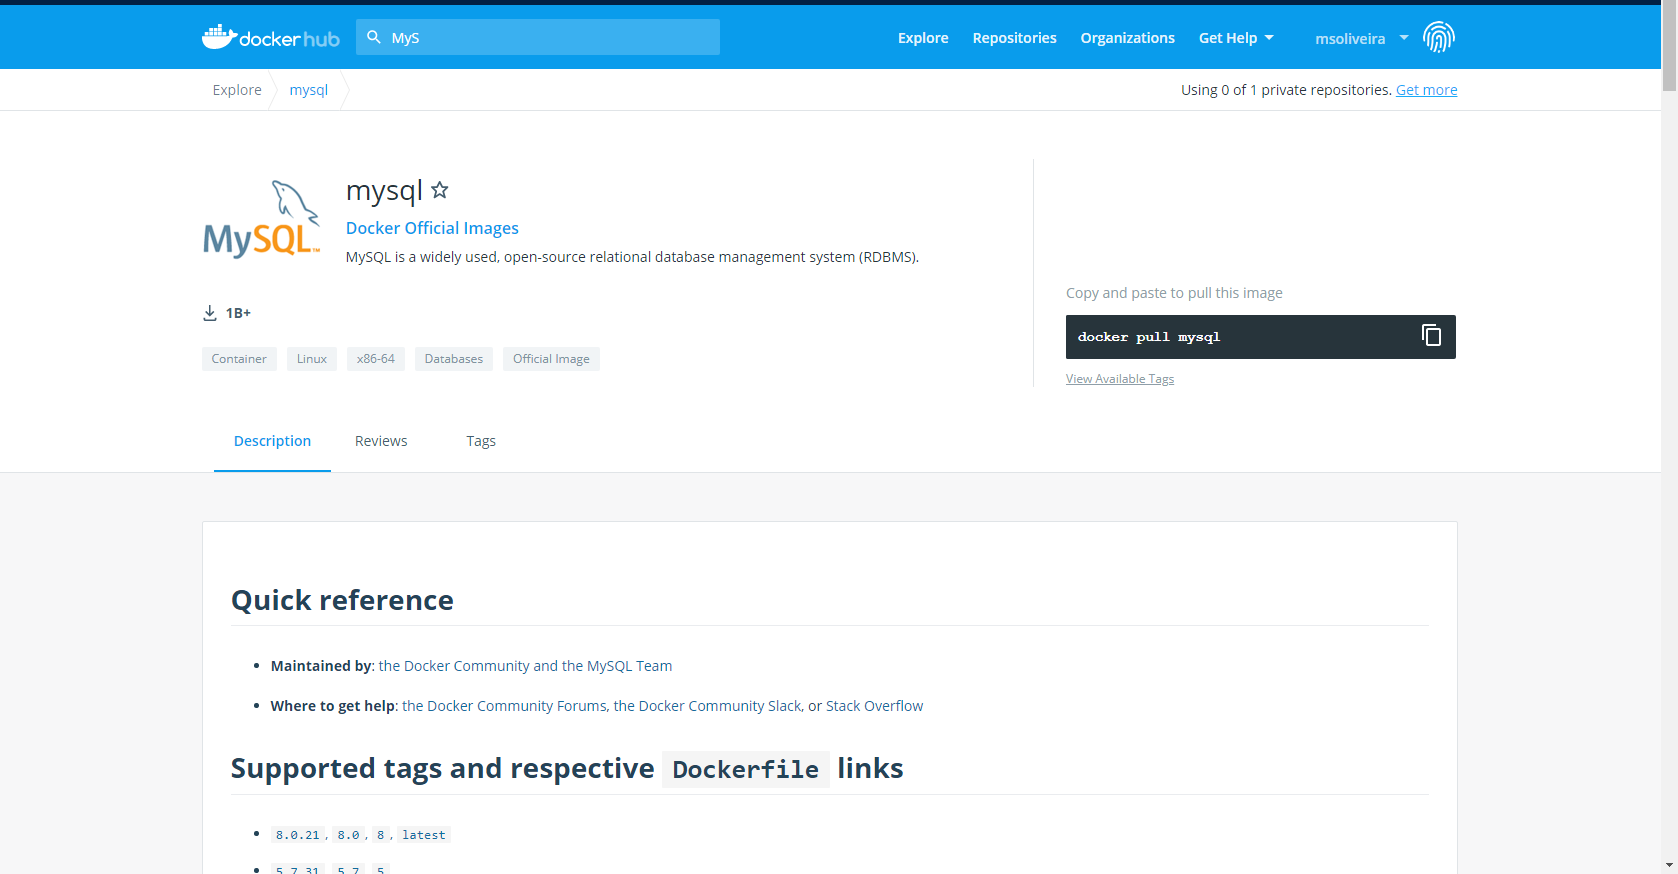 docker hub
MyS
Explore Repositories Organizations Get Help msoliveira
Explore mysql
Using 0 of 1 private repositories. Get more
MySQL™
mysql
Docker Official Images
MySQL is a widely used, open-source relational database management system (RDBMS).
1B+
Container Linux x86-64 Databases Official Image
Copy and paste to pull this image
docker pull mysql
View Available Tags
Description Reviews Tags
Quick reference
Maintained by: the Docker Community and the MySQL Team
Where to get help: the Docker Community Forums, the Docker Community Slack, or Stack Overflow
Supported tags and respective Dockerfile links
8.0.21, 8.0, 8, latest
5.7.31, 5.7, 5